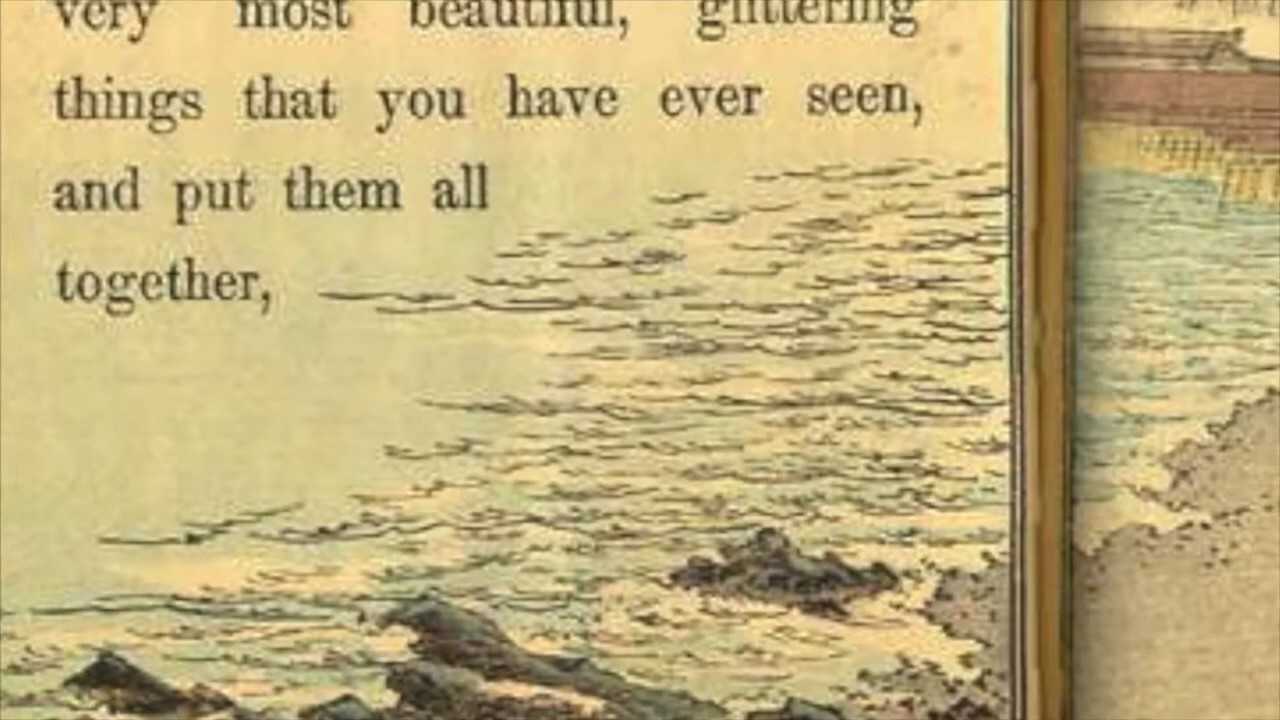 very most beautiful, glittering
things that you have ever seen,
and put them all
together,